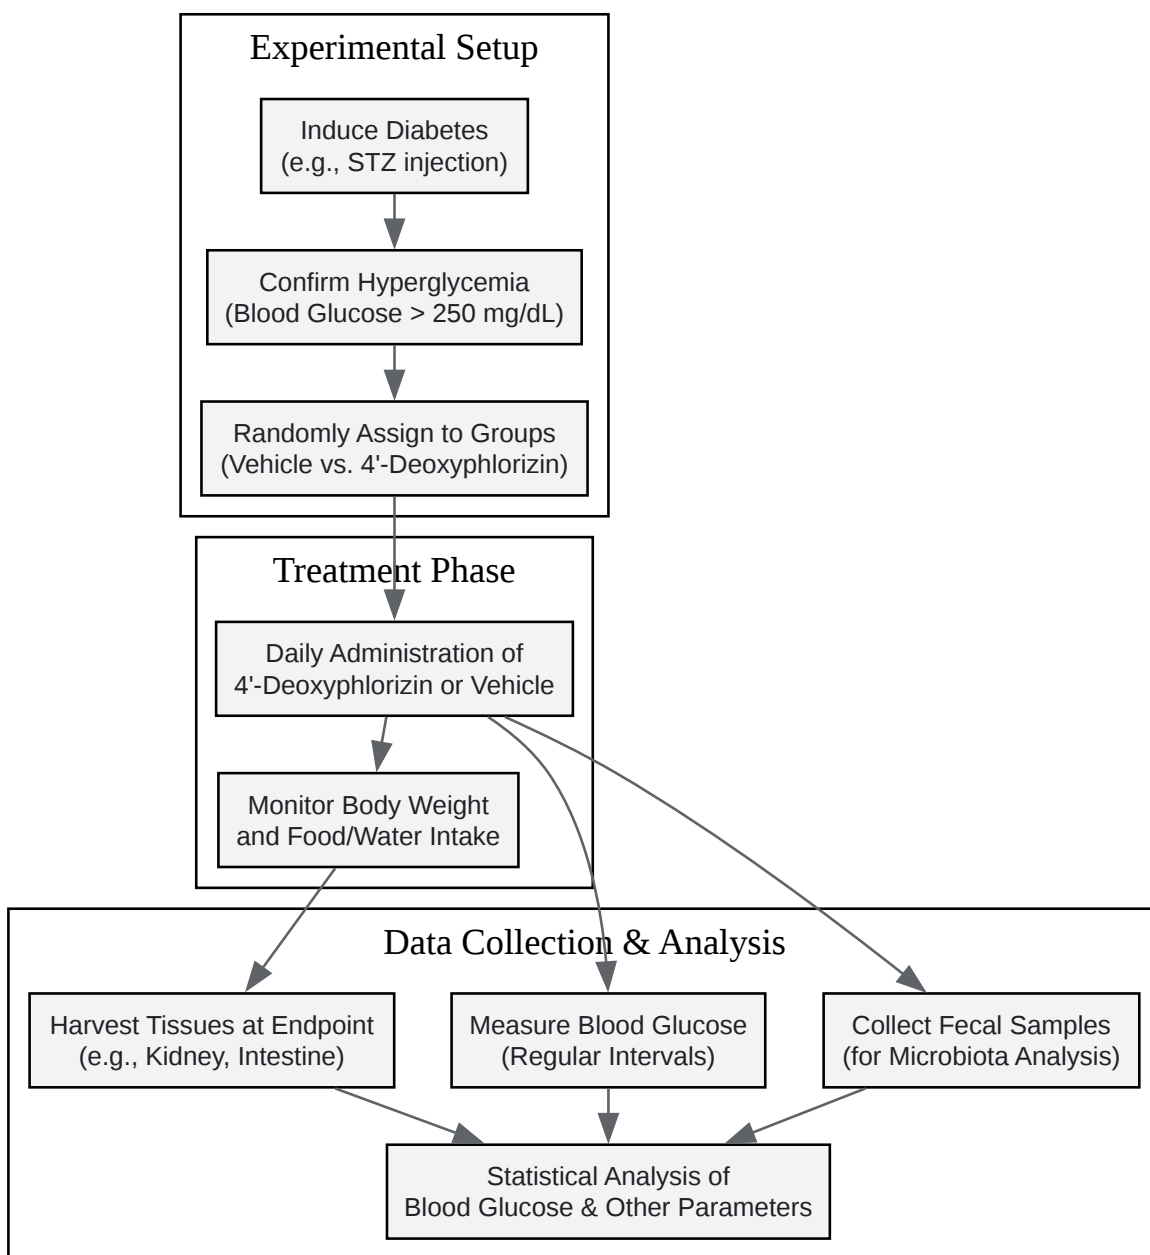 Experimental Setup
Induce Diabetes
(e.g., STZ injection)
Confirm Hyperglycemia
(Blood Glucose > 250 mg/dL)
Randomly Assign to Groups
(Vehicle vs. 4'-Deoxyphlorizin)
Treatment Phase
Daily Administration of
4'-Deoxyphlorizin or Vehicle
Monitor Body Weight
and Food/Water Intake
Data Collection & Analysis
Harvest Tissues at Endpoint
(e.g., Kidney, Intestine)
Measure Blood Glucose
(Regular Intervals)
Collect Fecal Samples
(for Microbiota Analysis)
Statistical Analysis of
Blood Glucose & Other Parameters